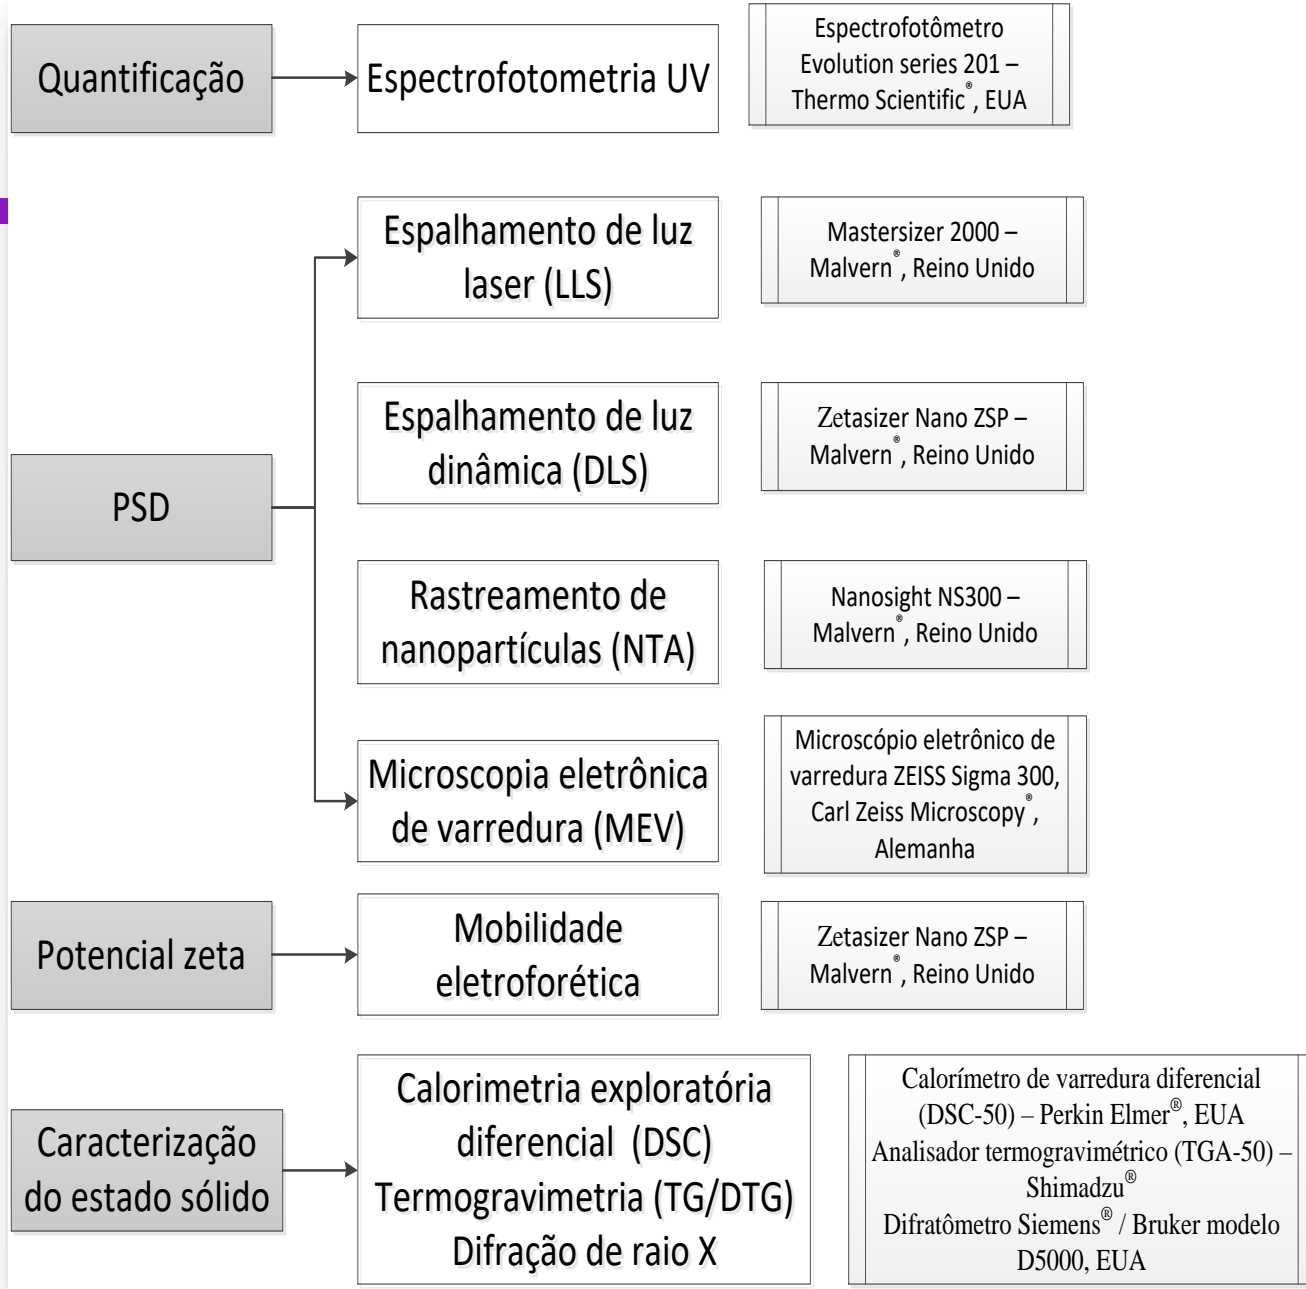 Quantificação
Espectrofotometria UV
Espectrofotômetro
Evolution series 201 –
Thermo Scientific®, EUA
PSD
Espalhamento de luz
laser (LLS)
Mastersizer 2000 –
Malvern®, Reino Unido
Espalhamento de luz
dinâmica (DLS)
Zetasizer Nano ZSP –
Malvern®, Reino Unido
Rastreamento de
nanopartículas (NTA)
Nanosight NS300 –
Malvern®, Reino Unido
Microscopia eletrônica
de varredura (MEV)
Microscópio eletrônico de
varredura ZEISS Sigma 300,
Carl Zeiss Microscopy®,
Alemanha
Potencial zeta
Mobilidade
eletroforética
Zetasizer Nano ZSP –
Malvern®, Reino Unido
Caracterização
do estado sólido
Calorimetria exploratória
diferencial (DSC)
Termogravimetria (TG/DTG)
Difração de raio X
Calorímetro de varredura diferencial
(DSC-50) – Perkin Elmer®, EUA
Analisador termogravimétrico (TGA-50) –
Shimadzu®
Difratômetro Siemens® / Bruker modelo
D5000, EUA